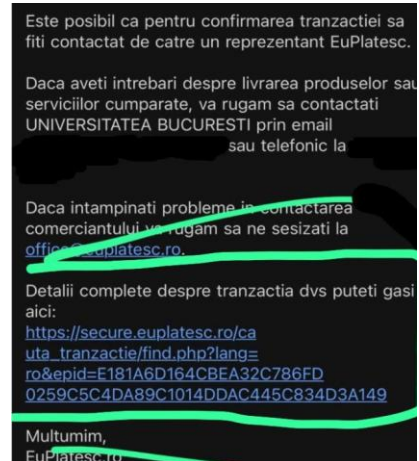 Este posibil ca pentru confirmarea tranzactiei sa
fiti contactat de catre un reprezentant EuPlatesc.
Daca aveti intrebari despre livrarea produselor sau
serviciilor cumparate, va rugam sa contactati
UNIVERSITATEA BUCURESTI prin email
sau telefonic la
Daca intampinati probleme in contactarea
comerciantului va rugam sa ne sesizati la
office@euplatesc.ro.
Detalii complete despre tranzactia dvs puteti gasi
aici:
https://secure.euplatesc.ro/ca
uta_tranzactie/find.php?lang=
ro&epid=E181A6D164CBEA32C786FD
0259C5C4DA89C1014DDAC445C834D3A149
Multumim,
EuPlatesc.ro